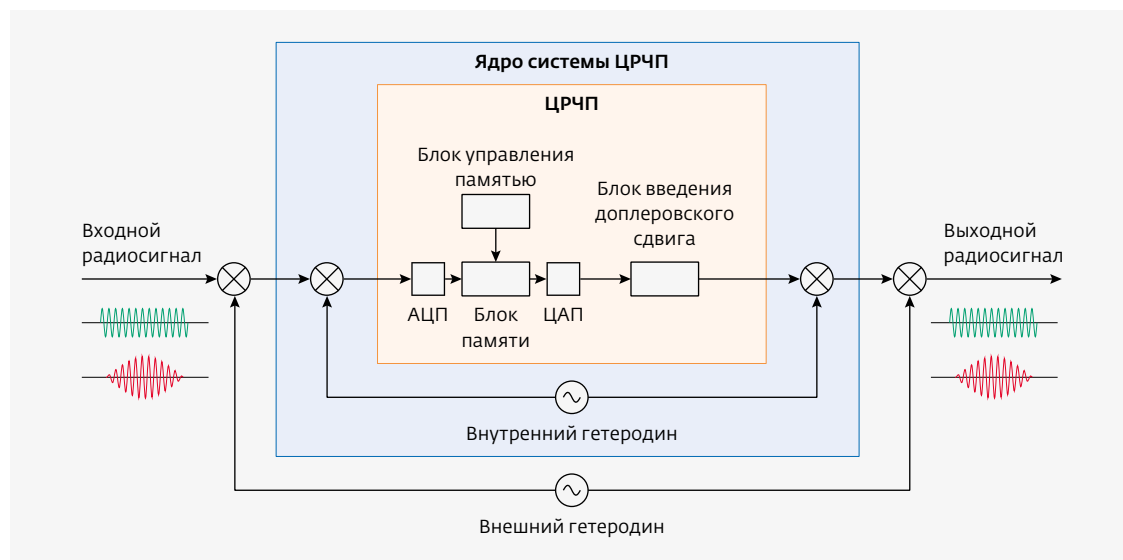 Ядро системы ЦРЧП
ЦРЧП
Блок управления
памятью
Блок введения
доплеровского
сдвига
Входной
радиосигнал
Выходной
радиосигнал
АЦП
Блок
памяти
ЦАП
Внутренний гетеродин
Внешний гетеродин